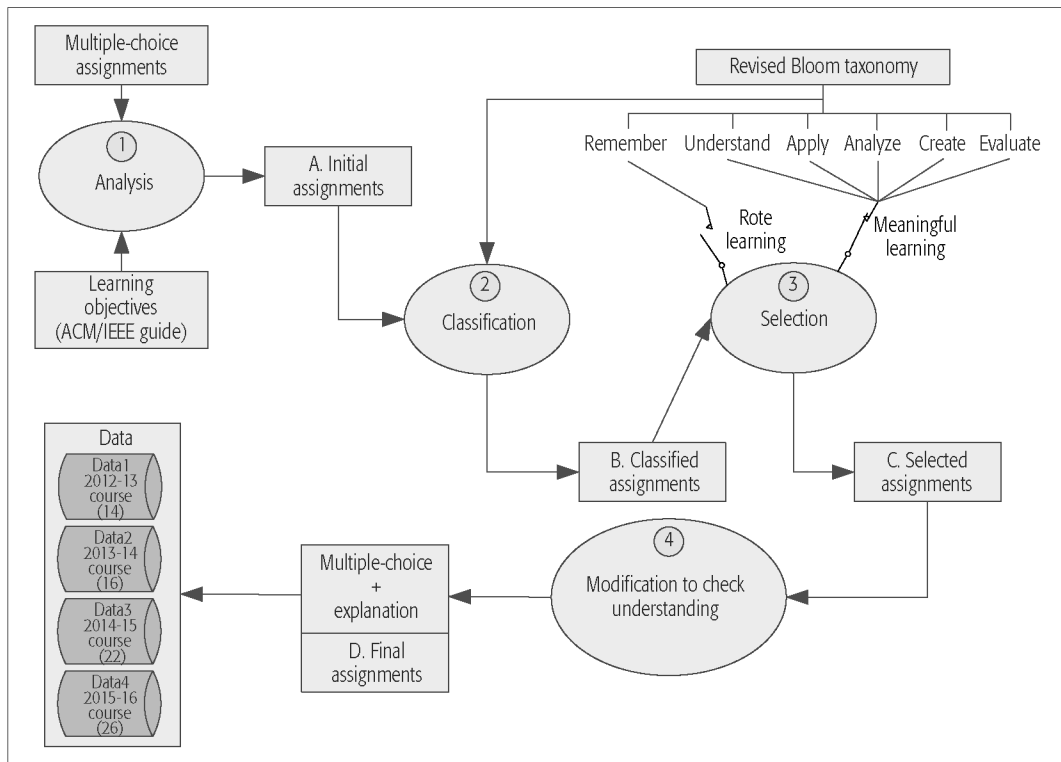 Multiple-choice
assignments
1
Analysis
Learning
objectives
(ACM/IEEE guide)
A. Initial
assignments
Revised Bloom taxonomy
Remember
Understand
Apply
Analyze
Create
Evaluate
Rote
learning
Meaningful
learning
2
Classification
3
Selection
B. Classified
assignments
C. Selected
assignments
4
Modification to check
understanding
Multiple-choice
+
explanation
D. Final
assignments
Data
Data1
2012-13
course
(14)
Data2
2013-14
course
(16)
Data3
2014-15
course
(22)
Data4
2015-16
course
(26)